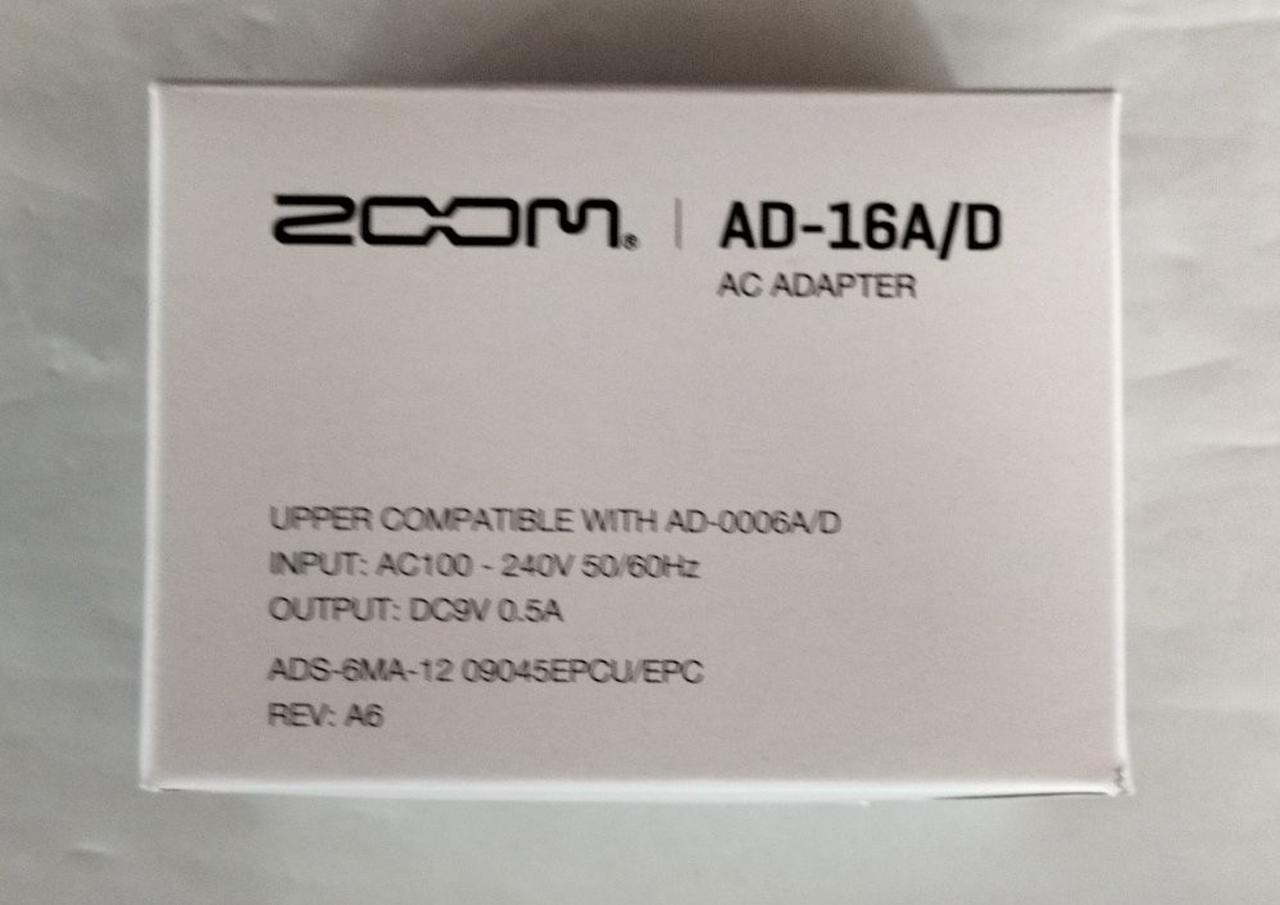 ZOOM® | AD-16A/D
AC ADAPTER
UPPER COMPATIBLE WITH AD-0006A/D
INPUT: AC100 - 240V 50/60Hz
OUTPUT: DC9V 0.5A
ADS-6MA-12 09045EPCU/EPC
REV: A6